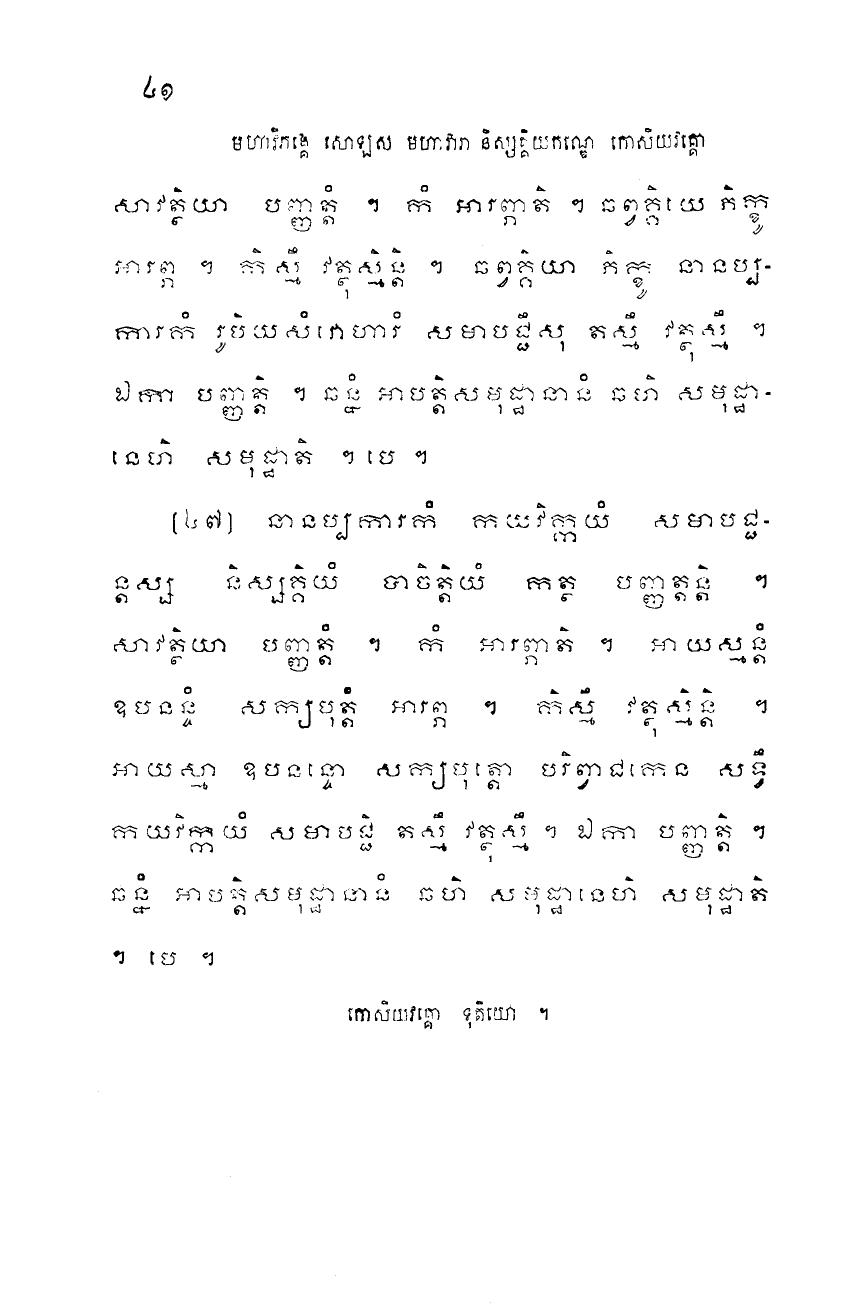 ៤១
មហាវិភង្គេ សោឡស មហាវារា និស្សគ្គិយកណ្ឌេ កោសិយវគ្គោ
សាវត្ថិយា បញ្ញត្តំ ។ កំ អារព្ភាតិ ។ ឆព្វគ្គិយេ ភិក្ខូ
អារព្ភ ។ កិស្មឹ វត្ថុស្មិន្តិ ។ ឆព្វគ្គិយា ភិក្ខូ នានប្ប-
ការកំ រូបិយសំវោហារំ សមាបជ្ជឹសុ តស្មឹ វត្ថុស្មឹ ។
ឯកា បញ្ញត្តិ ។ ឆន្នំ អាបត្តិសមុដ្ឋានានំ ឆហិ សមុដ្ឋា-
នេហិ សមុដ្ឋាតិ ។ បេ ។
[៤៧] នានប្បការកំ កយវិក្កយំ សមាបជ្ជ-
ន្តស្ស និស្សគ្គិយំ បាចិត្តិយំ កត្ថ បញ្ញត្តន្តិ ។
សាវត្ថិយា បញ្ញត្តំ ។ កំ អារព្ភាតិ ។ អាយស្មន្តំ
ឧបនន្ទំ សក្យបុត្តំ អារព្ភ ។ កិស្មឹ វត្ថុស្មិន្តិ ។
អាយស្មា ឧបនន្ទោ សក្យបុត្តោ បរិព្វាជកេន សទ្ធឹ
កយវិក្កយំ សមាបជ្ជិ តស្មឹ វត្ថុស្មឹ ។ ឯកា បញ្ញត្តិ ។
ឆន្នំ អាបត្តិសមុដ្ឋានានំ ឆហិ សមុដ្ឋានេហិ សមុដ្ឋាតិ
។ បេ ។
កោសិយវគ្គោ ទុតិយោ ។